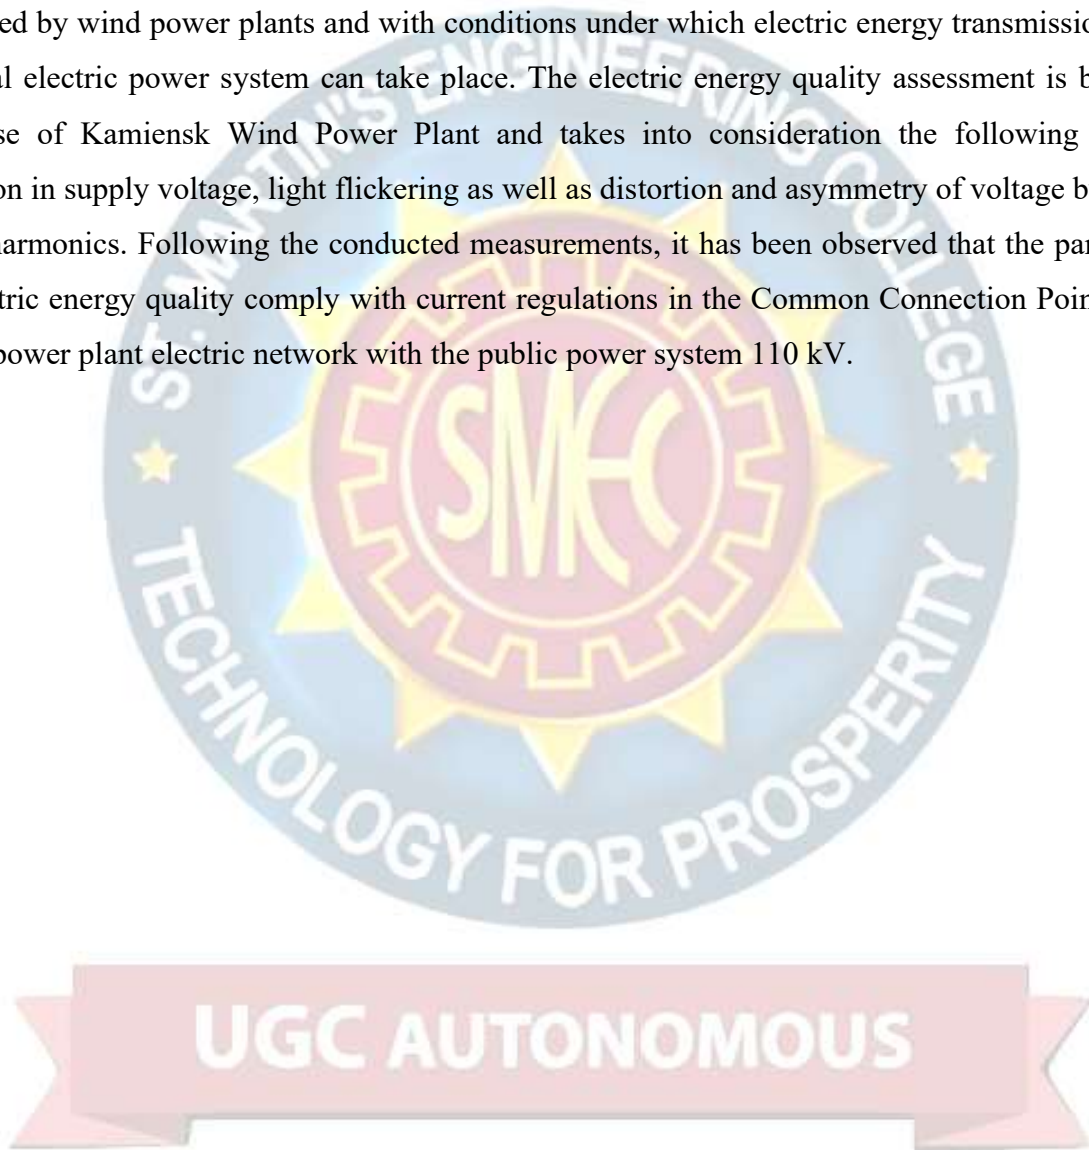 ed by wind power plants and with conditions under which electric energy transmissio
al electric power system can take place. The electric energy quality assessment is b
se of Kamiensk Wind Power Plant and takes into consideration the following
on in supply voltage, light flickering as well as distortion and asymmetry of voltage b
harmonics. Following the conducted measurements, it has been observed that the par
tric energy quality comply with current regulations in the Common Connection Poin
power plant electric network with the public power system 110 kV.
ST. MARTIN'S ENGINEERING COLLEGE
SMEC
TECHNOLOGY FOR PROSPERITY
UGC AUTONOMOUS